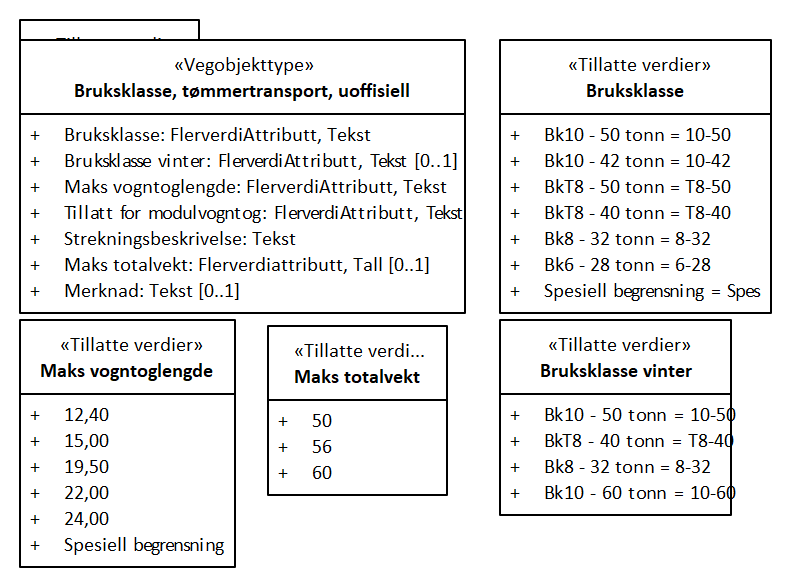 «Vegobjekttype»
Bruksklasse, tømmertransport, uoffisiell
+ Bruksklasse: FlerverdiAttributt, Tekst
+ Bruksklasse vinter: FlerverdiAttributt, Tekst [0..1]
+ Maks vogntoglengde: FlerverdiAttributt, Tekst
+ Tillatt for modulvogntog: FlerverdiAttributt, Tekst
+ Strekningsbeskrivelse: Tekst
+ Maks totalvekt: Flerverdiattributt, Tall [0..1]
+ Merknad: Tekst [0..1]
«Tillatte verdier»
Bruksklasse
+ Bk10 - 50 tonn = 10-50
+ Bk10 - 42 tonn = 10-42
+ BkT8 - 50 tonn = T8-50
+ BkT8 - 40 tonn = T8-40
+ Bk8 - 32 tonn = 8-32
+ Bk6 - 28 tonn = 6-28
+ Spesiell begrensning = Spes
«Tillatte verdier»
Maks vogntoglengde
+ 12,40
+ 15,00
+ 19,50
+ 22,00
+ 24,00
+ Spesiell begrensning
«Tillatte verdi...
Maks totalvekt
+ 50
+ 56
+ 60
«Tillatte verdier»
Bruksklasse vinter
+ Bk10 - 50 tonn = 10-50
+ BkT8 - 40 tonn = T8-40
+ Bk8 - 32 tonn = 8-32
+ Bk10 - 60 tonn = 10-60